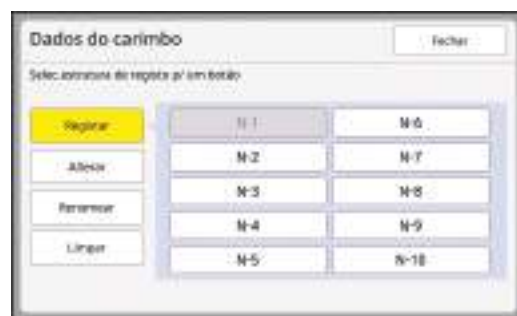 Dados do carimbo
Fechar
Selec.estrutura de registo p/ um botão
Registar
Alterar
Renomear
Limpar
N-1
N-2
N-3
N-4
N-5
N-6
N-7
N-8
N-9
N-10